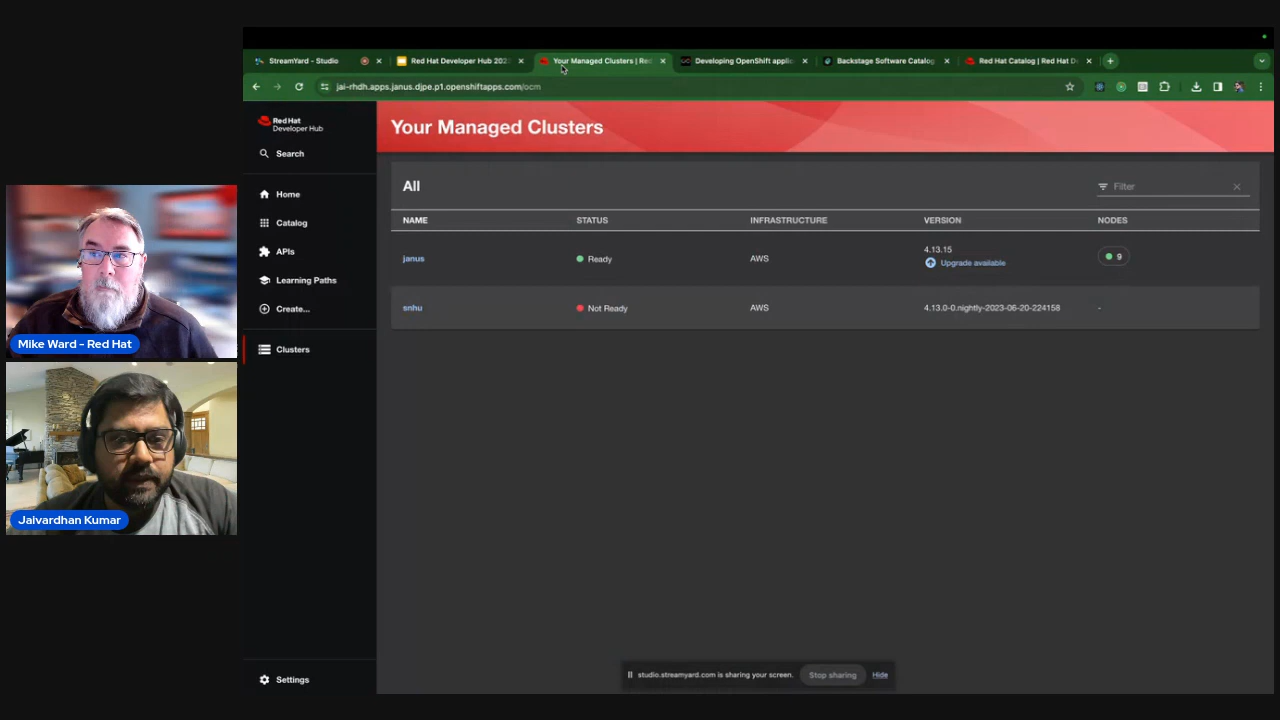 StreamYard - Studio
Red Hat Developer Hub 202
Your Managed Clusters | Red
Developing OpenShift applic
Backstage Software Catalog
Red Hat Catalog | Red Hat D
jai-rhdh.apps.janus.djpe.p1.openshiftapps.com/ocm
Red Hat
Developer Hub
Search
Home
Catalog
APIs
Learning Paths
Create...
Clusters
Settings
Your Managed Clusters
All
Filter
NAME STATUS INFRASTRUCTURE VERSION NODES
janus Ready AWS 4.13.15 9
Upgrade available
snhu Not Ready AWS 4.13.0-0.nightly-2023-06-20-224158 -
studio.streamyard.com is sharing your screen. Stop sharing Hide
Mike Ward - Red Hat
Jaivardhan Kumar